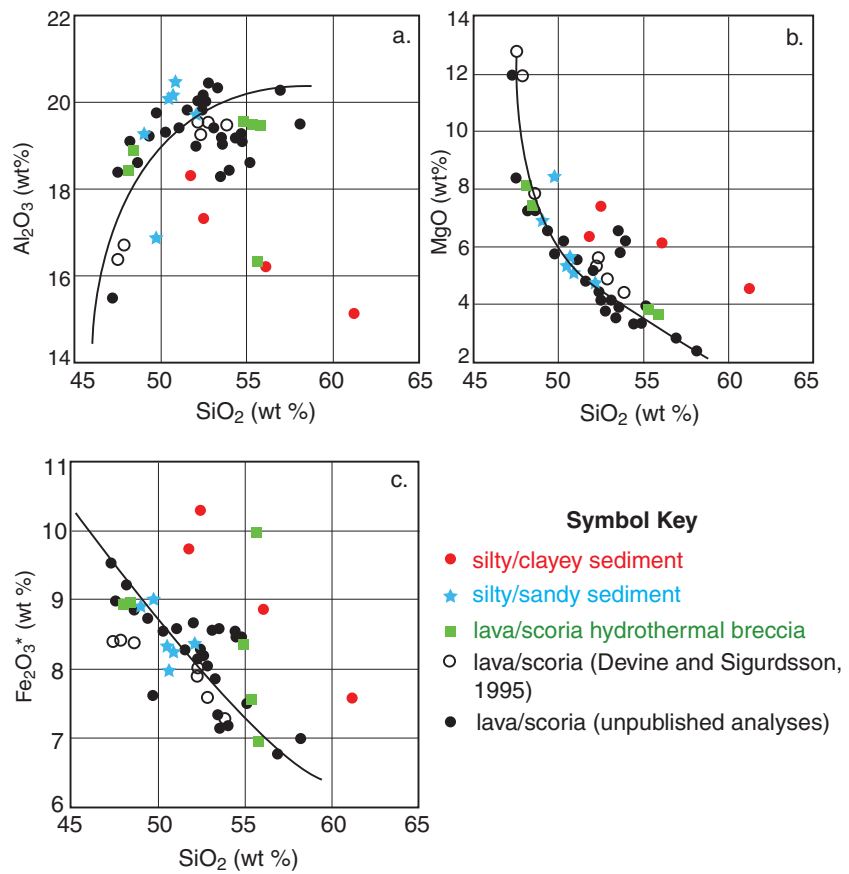 22
20
18
16
14
Al2O3 (wt%)
a.
45 50 55 60 65
SiO2 (wt %)
14
12
10
8
6
4
2
MgO (wt%)
b.
45 50 55 60 65
SiO2 (wt %)
11
10
9
8
7
6
Fe2O3* (wt %)
c.
45 50 55 60 65
SiO2 (wt %)
Symbol Key
silty/clayey sediment
silty/sandy sediment
lava/scoria hydrothermal breccia
lava/scoria (Devine and Sigurdsson,
1995)
lava/scoria (unpublished analyses)